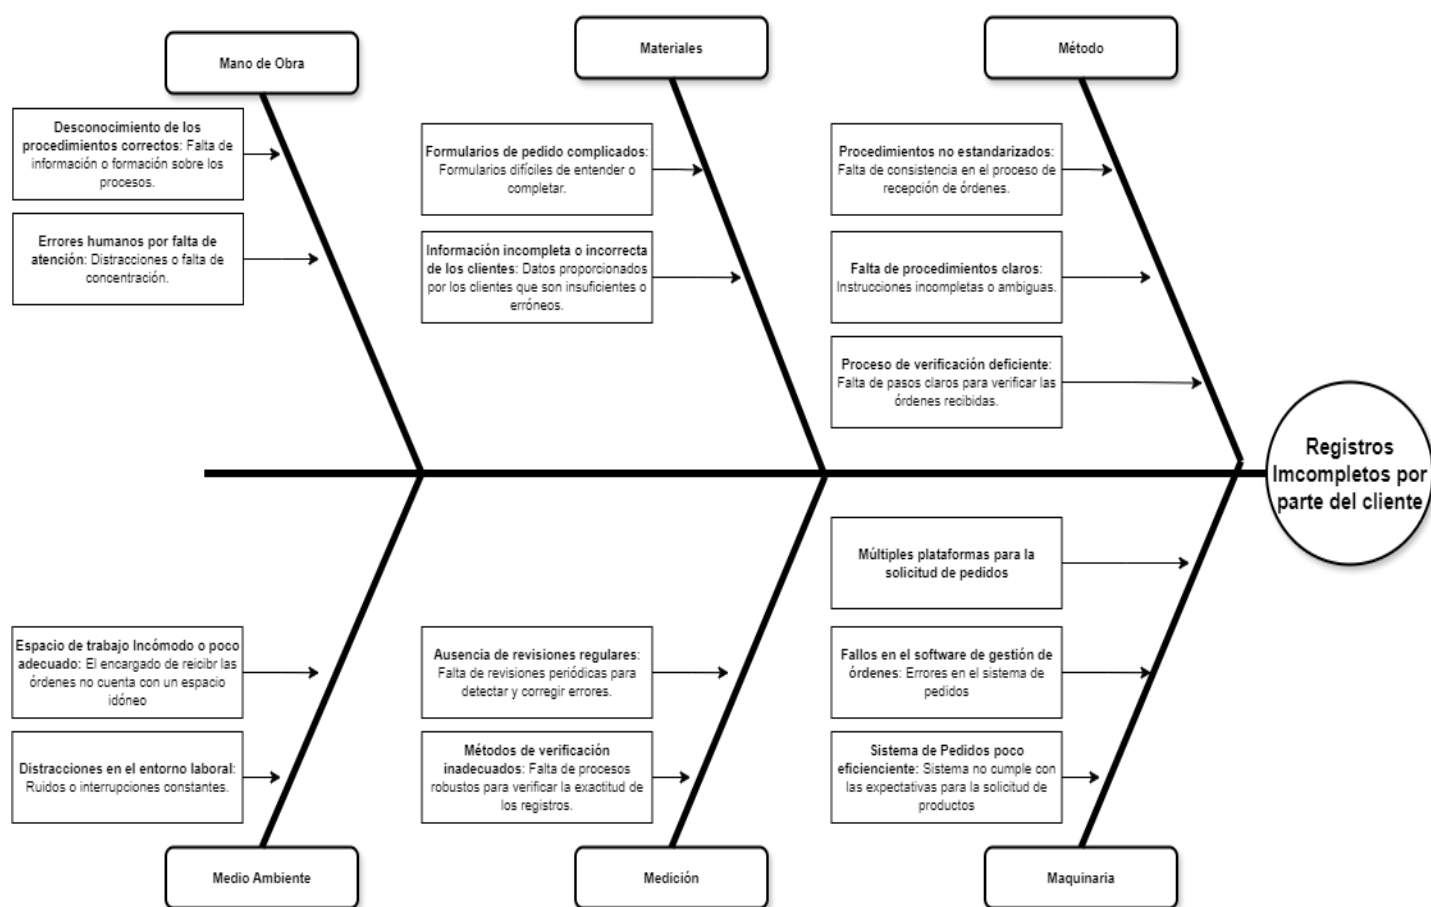 Mano de Obra
Materiales
Método
Desconocimiento de los
procedimientos correctos: Falta de
información o formación sobre los
procesos.
Errores humanos por falta de
atención: Distracciones o falta de
concentración.
Formularios de pedido complicados:
Formularios difíciles de entender o
completar.
Información incompleta o incorrecta
de los clientes: Datos proporcionados
por los clientes que son insuficientes o
erróneos.
Procedimientos no estandarizados:
Falta de consistencia en el proceso de
recepción de órdenes.
Falta de procedimientos claros:
Instrucciones incompletas o ambiguas.
Proceso de verificación deficiente:
Falta de pasos claros para verificar las
órdenes recibidas.
Registros
Imcompletos por
parte del cliente
Espacio de trabajo Incómodo o poco
adecuado: El encargado de reicibr las
órdenes no cuenta con un espacio
idóneo
Distracciones en el entorno laboral:
Ruidos o interrupciones constantes.
Ausencia de revisiones regulares:
Falta de revisiones periódicas para
detectar y corregir errores.
Métodos de verificación
inadecuados: Falta de procesos
robustos para verificar la exactitud de
los registros.
Múltiples plataformas para la
solicitud de pedidos
Fallos en el software de gestión de
órdenes: Errores en el sistema de
pedidos
Sistema de Pedidos poco
eficienciente: Sistema no cumple con
las expectativas para la solicitud de
productos
Medio Ambiente
Medición
Maquinaria